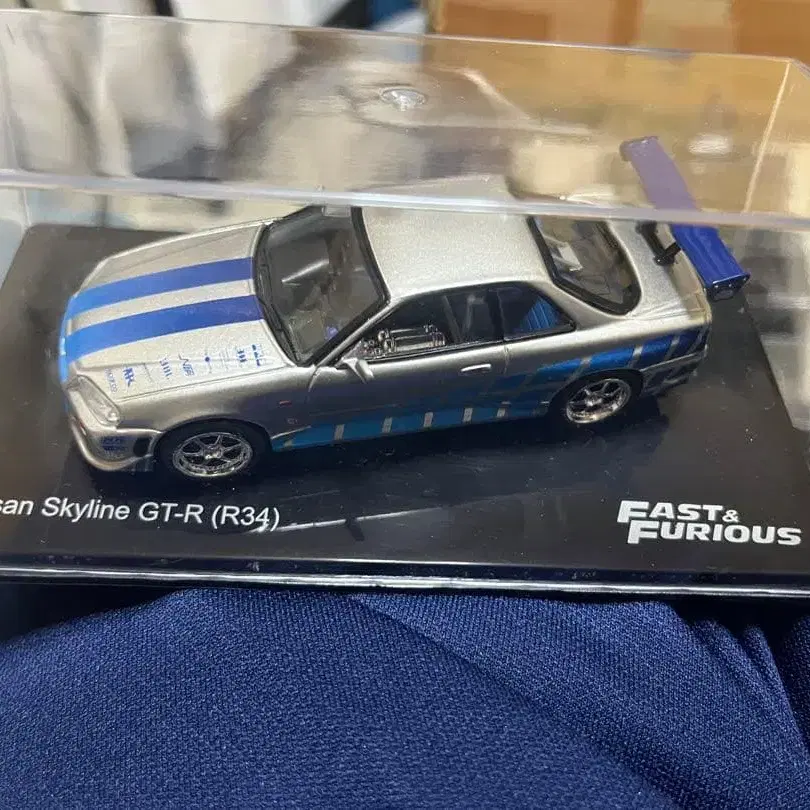 san Skyline GT-R (R34)
FAST &
FURIOUS